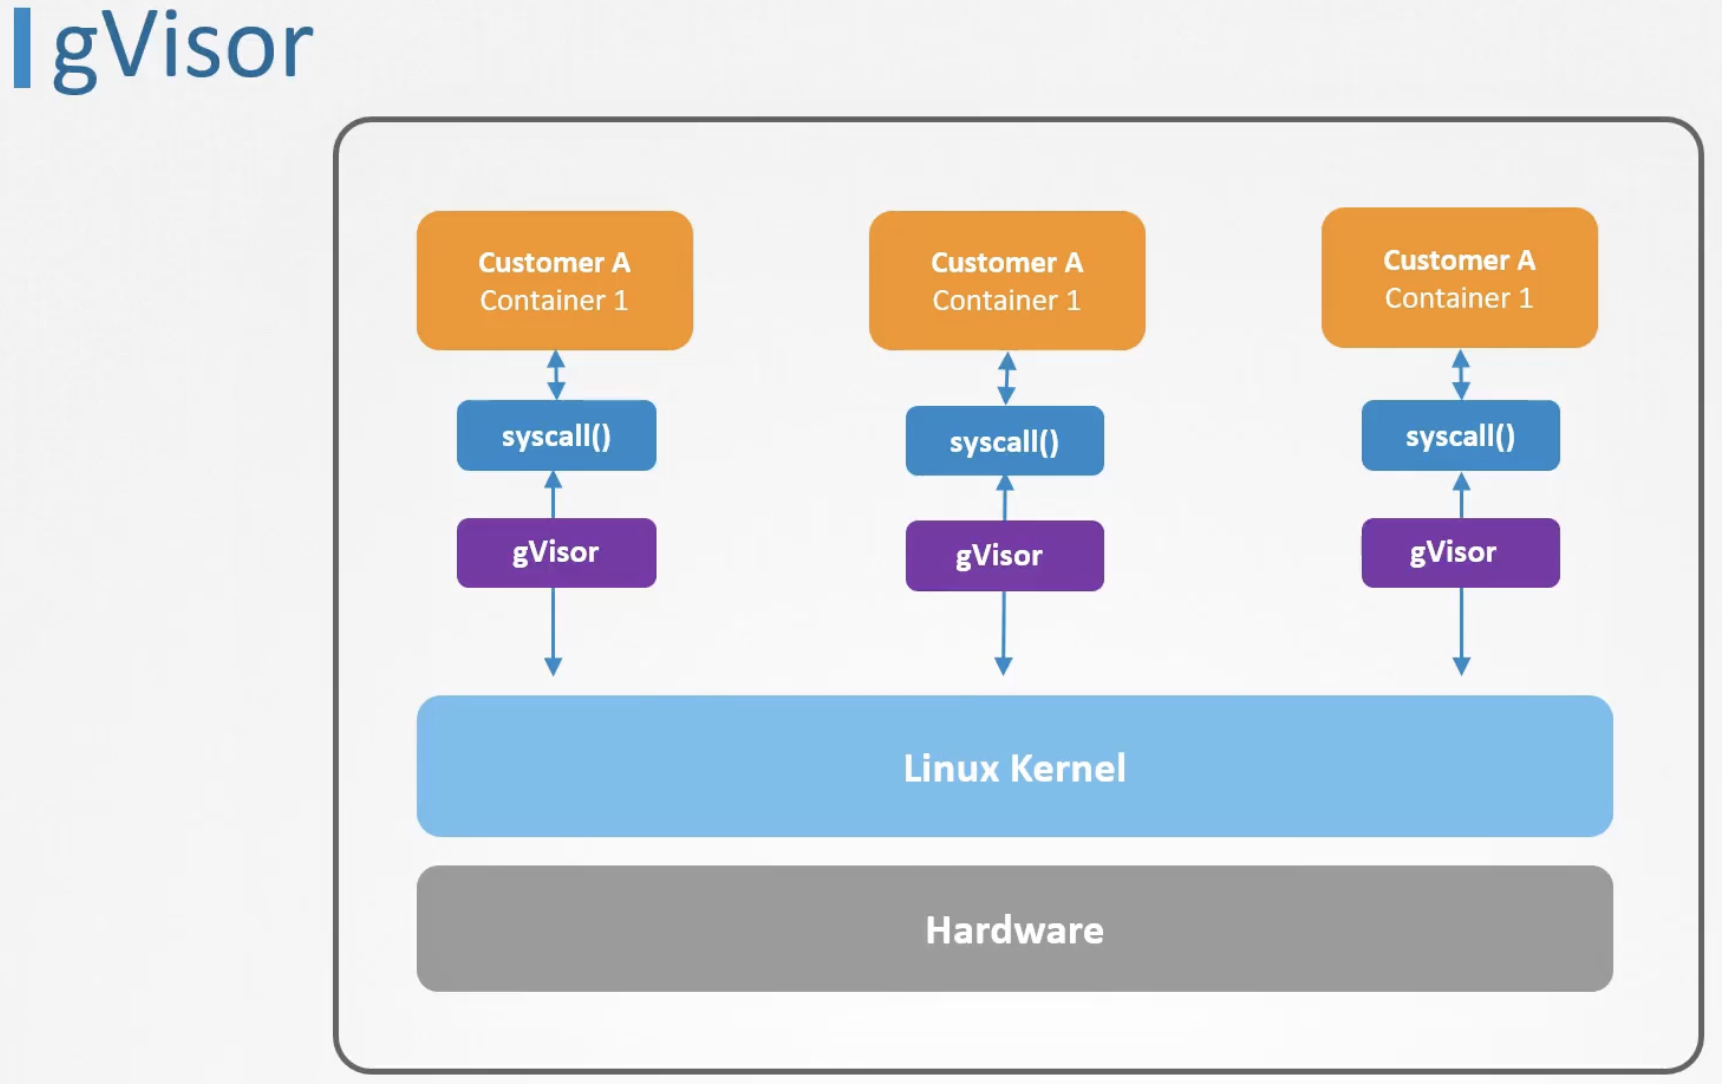 gVisor
Customer A
Container 1
Customer A
Container 1
Customer A
Container 1
syscall()
syscall()
syscall()
gVisor
gVisor
gVisor
Linux Kernel
Hardware